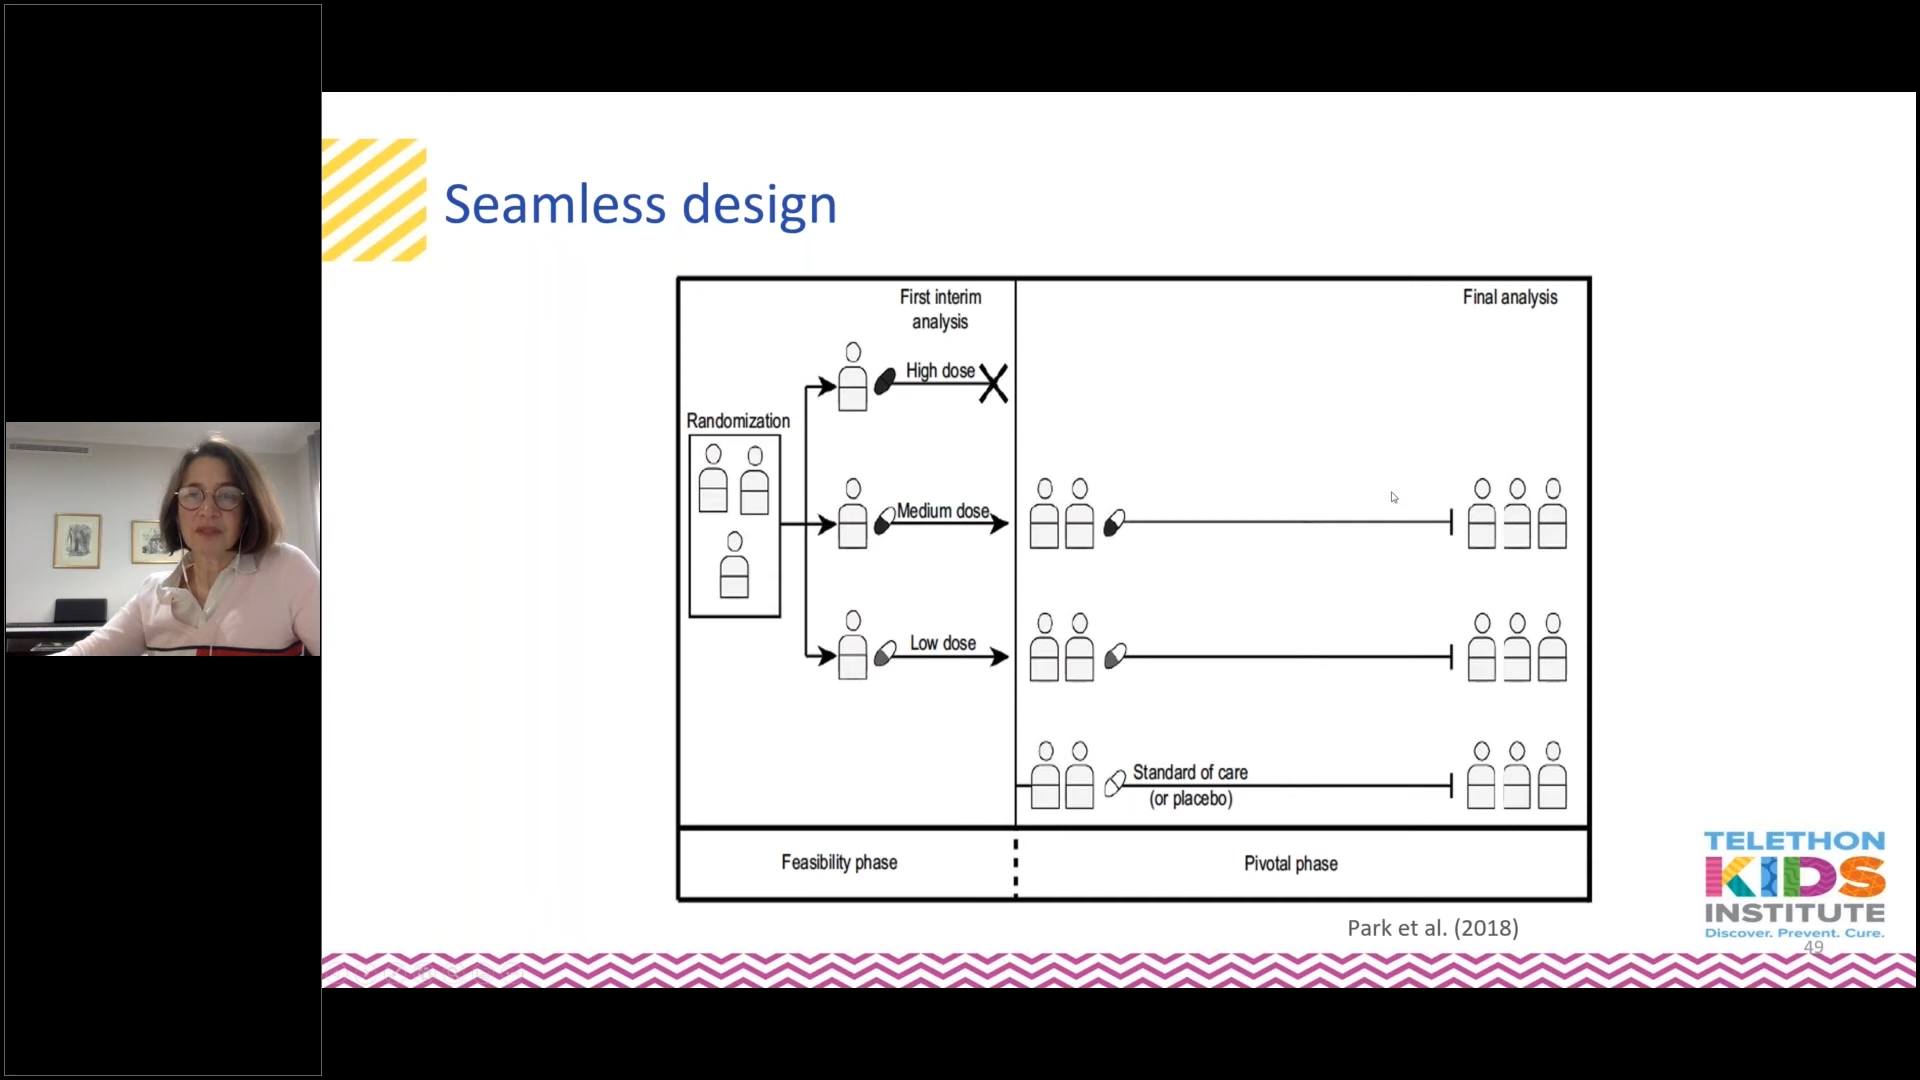 Seamless design
First interim
analysis
Final analysis
High dose
Randomization
Medium dose
Low dose
Standard of care
(or placebo)
Feasibility phase
Pivotal phase
Park et al. (2018)
TELETHON
KIDS
INSTITUTE
Discover. Prevent. Cure.
49